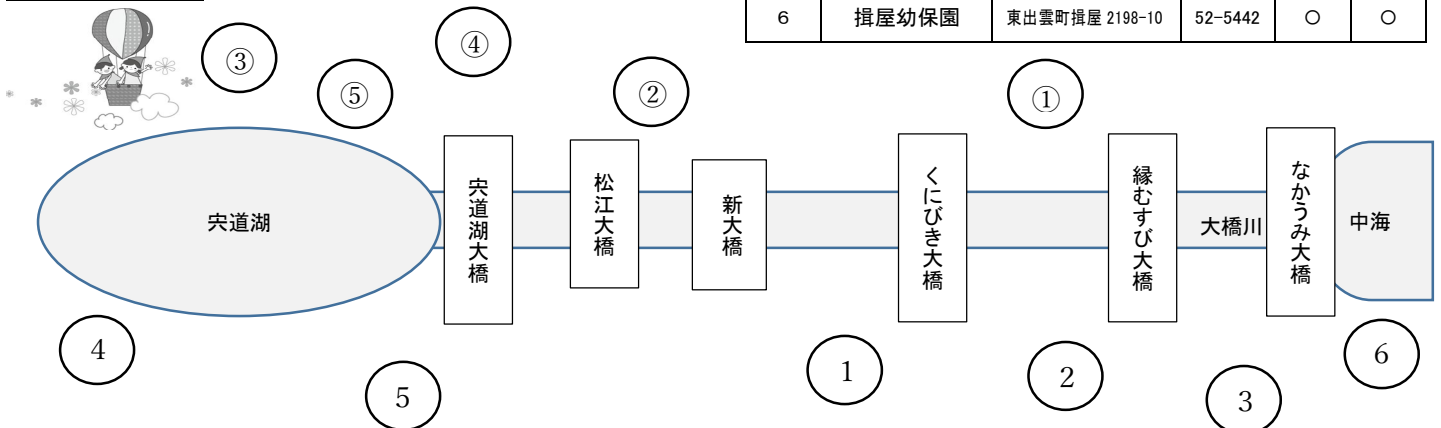 6 揖屋幼保園 東出雲町揖屋 2198-10 52-5442 ○ ○
③
④
⑤
②
①
宍道湖
宍道湖大橋
松江大橋
新大橋
くにびき大橋
縁むすび大橋
大橋川
なかうみ大橋
中海
4
5
1
2
3
6